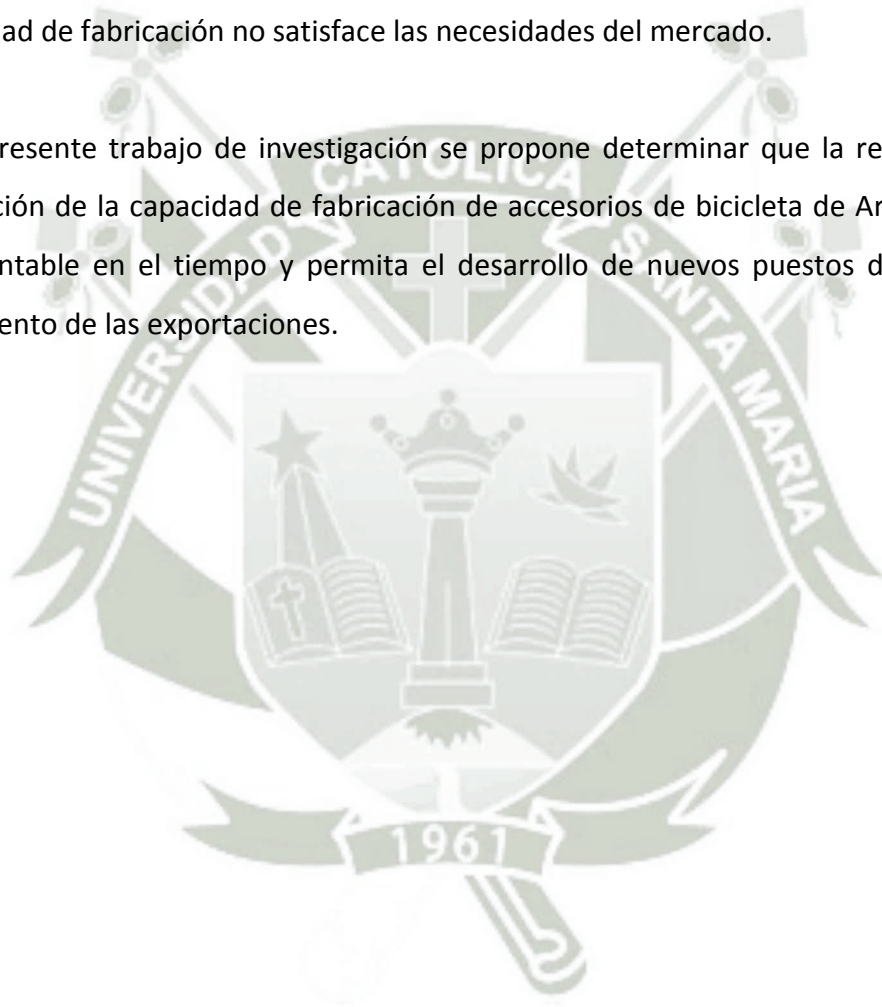 ad de fabricación no satisface las necesidades del mercado.
resente trabajo de investigación se propone determinar que la re
ción de la capacidad de fabricación de accesorios de bicicleta de Ar
ntable en el tiempo y permita el desarrollo de nuevos puestos d
ento de las exportaciones.
UNIVERSIDAD CATOLICA SANTA MARIA
1961